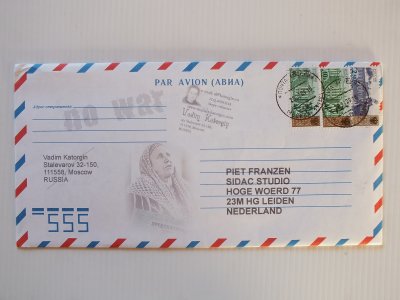 PAR AVION (АВИА)
Адрес отправителя
no war
Vadim Katorgin
Vadim Katorgin
Stalevarov 32-150,
111558, Moscow
RUSSIA
PIET FRANZEN
SIDAC STUDIO
HOGE WOERD 77
23M HG LEIDEN
NEDERLAND
555